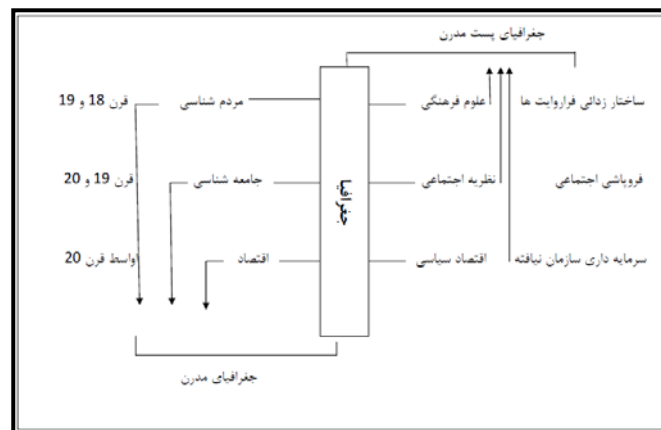 جغرافیای پست مدرن
ساختار زدائی فراروایت ها
علوم فرهنگی
مردم شناسی
قرن 18 و 19
فروپاشی اجتماعی
نظریه اجتماعی
جامعه شناسی
قرن 19 و 20
سرمایه داری سازمان نیافته
اقتصاد سیاسی
اقتصاد
اواسط قرن 20
جغرافیا
جغرافیای مدرن